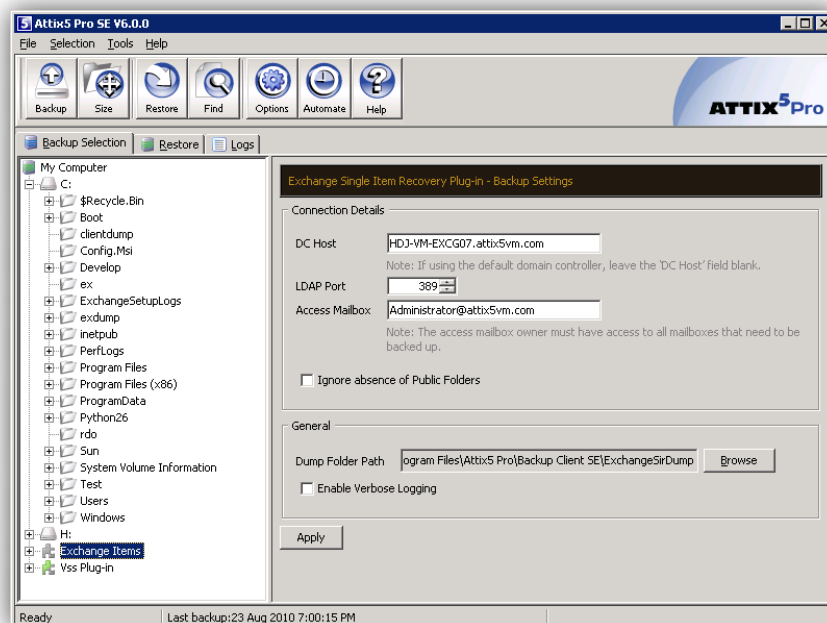 Attix5 Pro SE V6.0.0
File Selection Tools Help
Backup Size Restore Find Options Automate Help
ATTIX5Pro
Backup Selection Restore Logs
My Computer
C:
$Recycle.Bin
Boot
clientdump
Config.Msi
Develop
ex
ExchangeSetupLogs
exdump
inetpub
PerfLogs
Program Files
Program Files (x86)
ProgramData
Python26
rdo
Sun
System Volume Information
Test
Users
Windows
H:
Exchange Items
Vss Plug-in
Exchange Single Item Recovery Plug-in - Backup Settings
Connection Details
DC Host HDJ-VM-EXCG07.attix5vm.com
Note: If using the default domain controller, leave the 'DC Host' field blank.
LDAP Port 389
Access Mailbox Administrator@attix5vm.com
Note: The access mailbox owner must have access to all mailboxes that need to be
backed up.
Ignore absence of Public Folders
General
Dump Folder Path ogram Files\Attix5 Pro\Backup Client SE\ExchangeSirDump Browse
Enable Verbose Logging
Apply
Ready Last backup:23 Aug 2010 7:00:15 PM